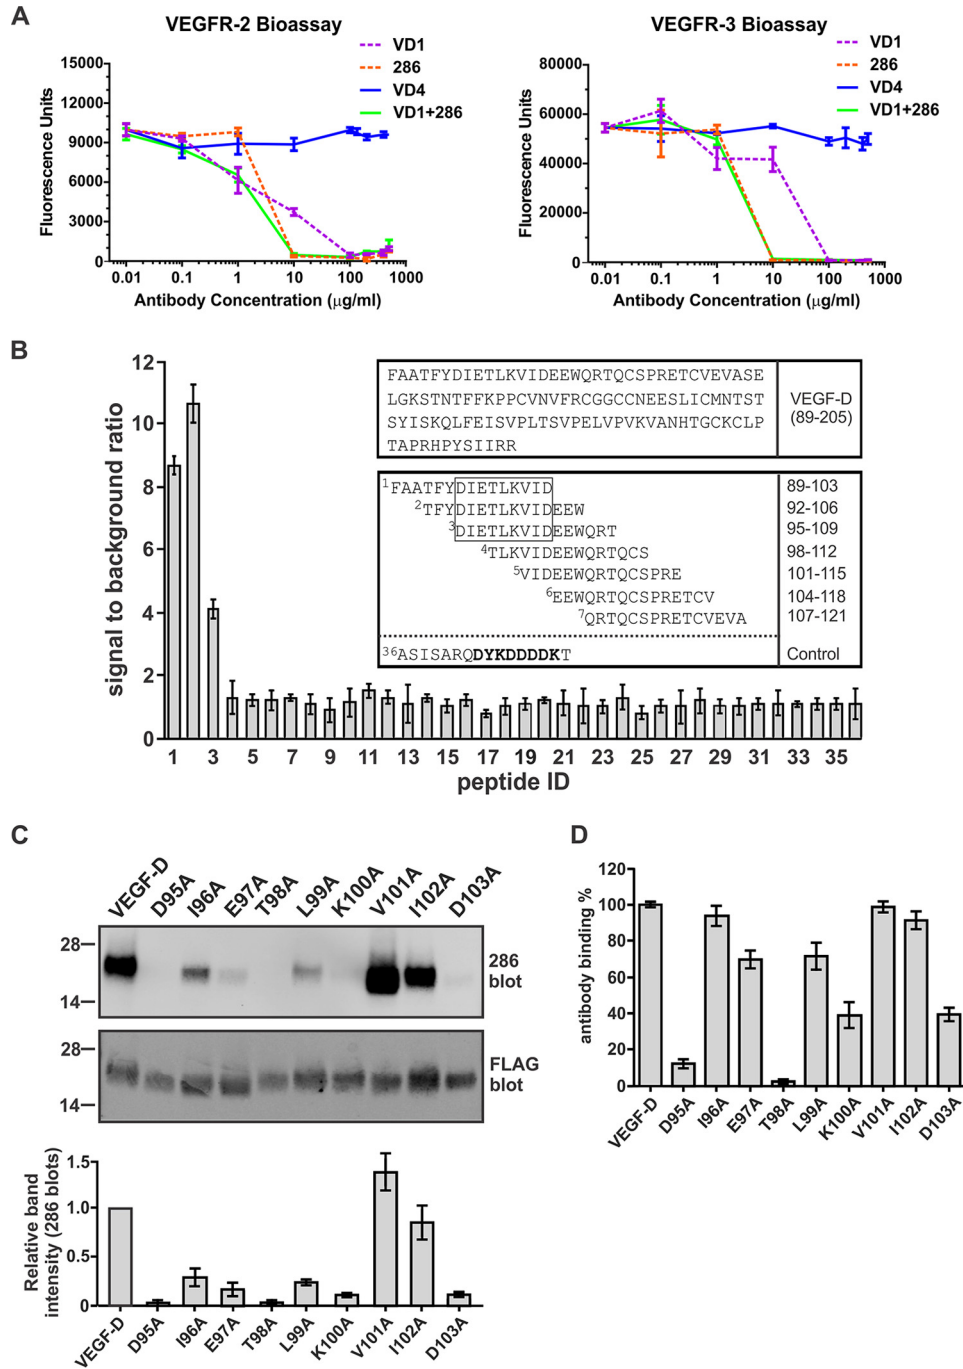 A
VEGFR-2 Bioassay
VD1
286
VD4
VD1+286
Fluorescence Units
15000
12000
9000
6000
3000
0
0.01 0.1 1 10 100 1000
Antibody Concentration (μg/ml)
VEGFR-3 Bioassay
VD1
286
VD4
VD1+286
Fluorescence Units
80000
60000
40000
20000
0
0.01 0.1 1 10 100 1000
Antibody Concentration (μg/ml)
B
signal to background ratio
12
10
8
6
4
2
0
1 3 5 7 9 11 13 15 17 19 21 23 25 27 29 31 33 35
peptide ID
FAATFYDIETLKVIDEEWQRTQCSPRETCVEVASE
LGKSTNTFFKPPCVNVFRCGGCCNEESLICMNTST
SYISKQLFEISVPLTSVPELVPVKVANHTGCKCLP
TAPRHPYSIIRR
VEGF-D
(89-205)
1FAATFYDIETLKVID 89-103
2TFYDIETLKVIDEEW 92-106
3DIETLKVIDEEWQRT 95-109
4TLKVIDEEWQRTQCS 98-112
5VIDEEWQRTQCSPRE 101-115
6EEWQRTQCSPRETCV 104-118
7QRTQCSPRETCVEVA 107-121
36ASISARQDYKDDDDKT Control
C
VEGF-D D95A I96A E97A T98A L99A K100A V101A I102A D103A
28
14
286
blot
28
14
FLAG
blot
Relative band
intensity (286 blots)
1.5
1.0
0.5
0
VEGF-D D95A I96A E97A T98A L99A K100A V101A I102A D103A
D
antibody binding %
120
100
80
60
40
20
0
VEGF-D D95A I96A E97A T98A L99A K100A V101A I102A D103A